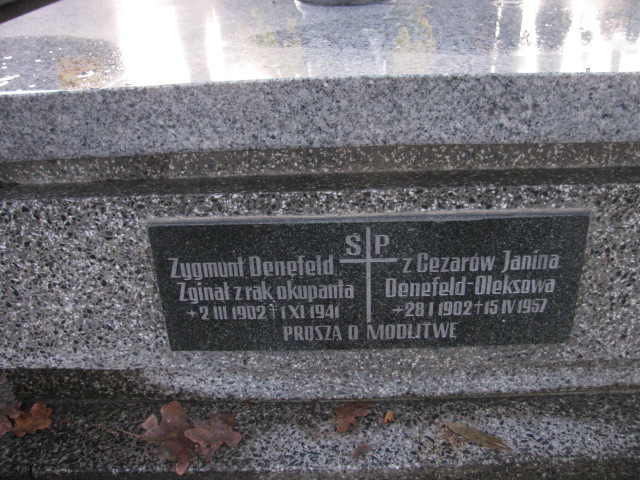 S P
Zygmunt Denefeld
Zginął z rąk okupanta
+2 III 1902 + 1 XI 1941
z Cezarów Janina
Denefeld-Oleksowa
+28 I 1902 + 15 IV 1957
PROSZĄ O MODLITWĘ